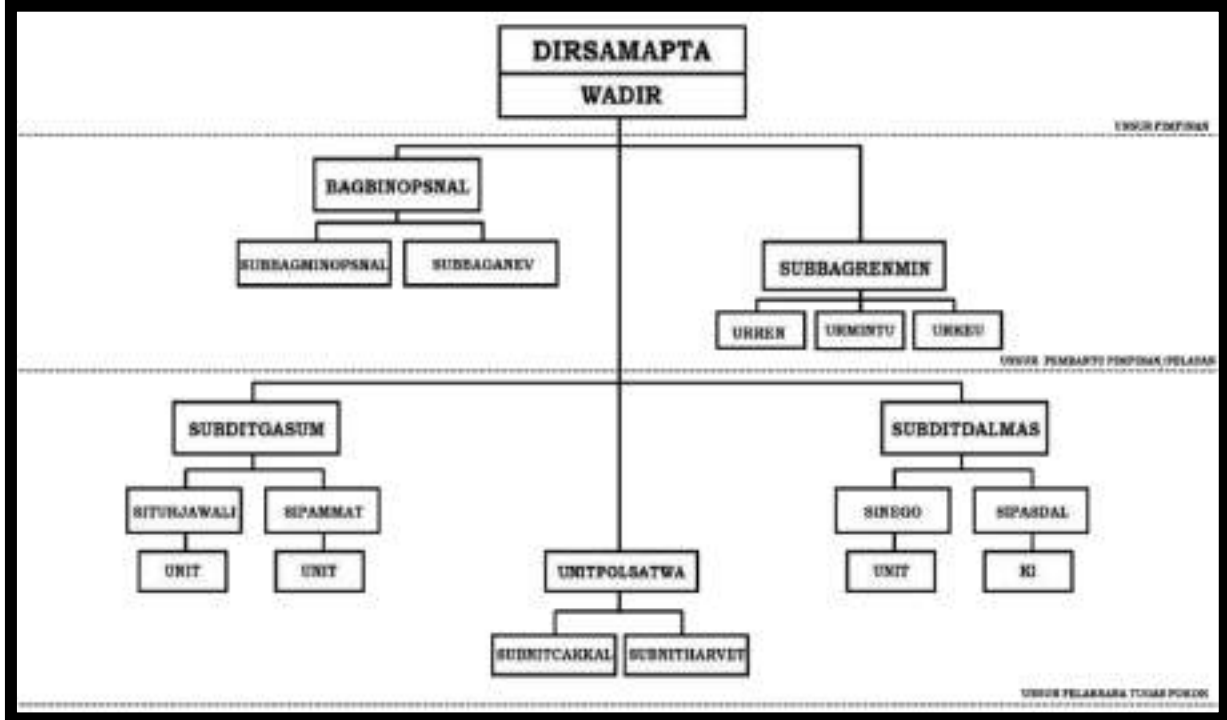 DIRSAMAPTA
WADIR
UNSUR PIMPINAN
BAGBINOPSNAL
SUBBAGMINOPSNAL
SUBBAGANEV
SUBBAGRENMIN
URREN
URMINTU
URKEU
UNSUR PEMBANTU PIMPINAN/PELAYAN
SUBDITGASUM
SUBDITDALMAS
SITURJAWALI
SIPAMMAT
SINEGO
SIPASDAL
UNIT
UNIT
UNITPOLSATWA
UNIT
KI
SUBNITCAKKAL
SUBNITHARVET
UNSUR PELAKSANA TUGAS POKOK